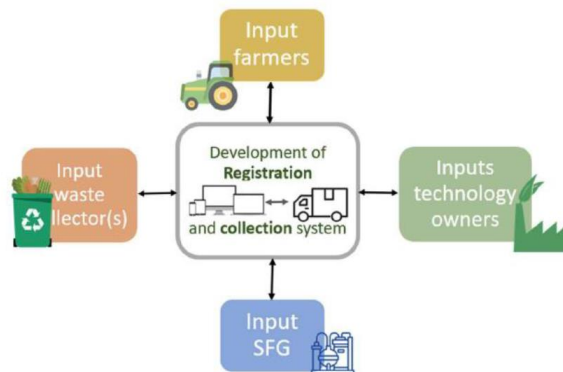 Input
farmers
Development of
Registration
and collection system
Input
waste
llector(s)
Inputs
technology
owners
Input
SFG